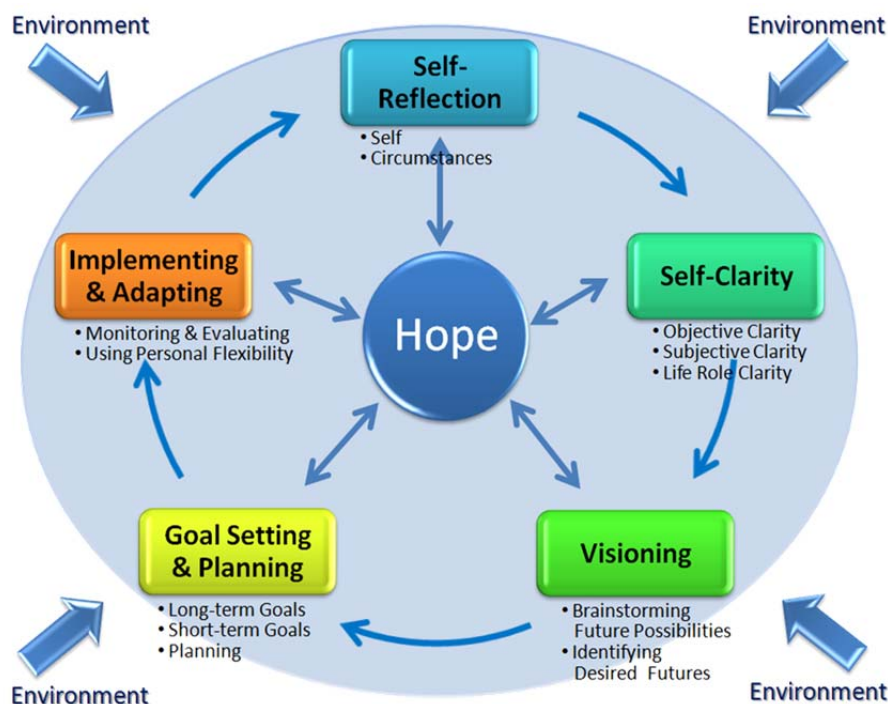 Environment
Environment
Self-
Reflection
• Self
• Circumstances
Implementing
& Adapting
• Monitoring & Evaluating
• Using Personal Flexibility
Hope
Self-Clarity
• Objective Clarity
• Subjective Clarity
• Life Role Clarity
Goal Setting
& Planning
• Long-term Goals
• Short-term Goals
• Planning
Visioning
• Brainstorming
Future Possibilities
• Identifying
Desired Futures
Environment
Environment